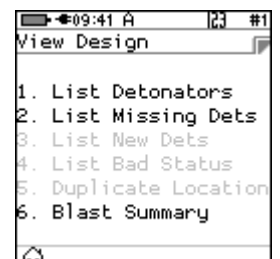 09:41 A 123 #1
View Design
1. List Detonators
2. List Missing Dets
3. List New Dets
4. List Bad Status
5. Duplicate Location
6. Blast Summary